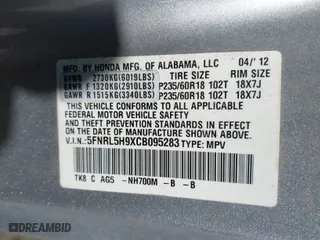 MFD. BY HONDA MFG. OF ALABAMA, LLC 04/'12
GVWR 2730KG(6019LBS) TIRE SIZE RIM SIZE
GAWR F 1320KG(2910LBS) P235/60R18 102T 18X7J
GAWR R 1515KG(3340LBS) P235/60R18 102T 18X7J
THIS VEHICLE CONFORMS TO ALL APPLICABLE
FEDERAL MOTOR VEHICLE SAFETY AND THEFT
PREVENTION STANDARDS IN EFFECT ON THE
DATE OF MANUFACTURE SHOWN ABOVE.
V.I.N: 5FNRL5H9XCB095283 TYPE: MPV
TK8 C AG5 -NH700M -B -B